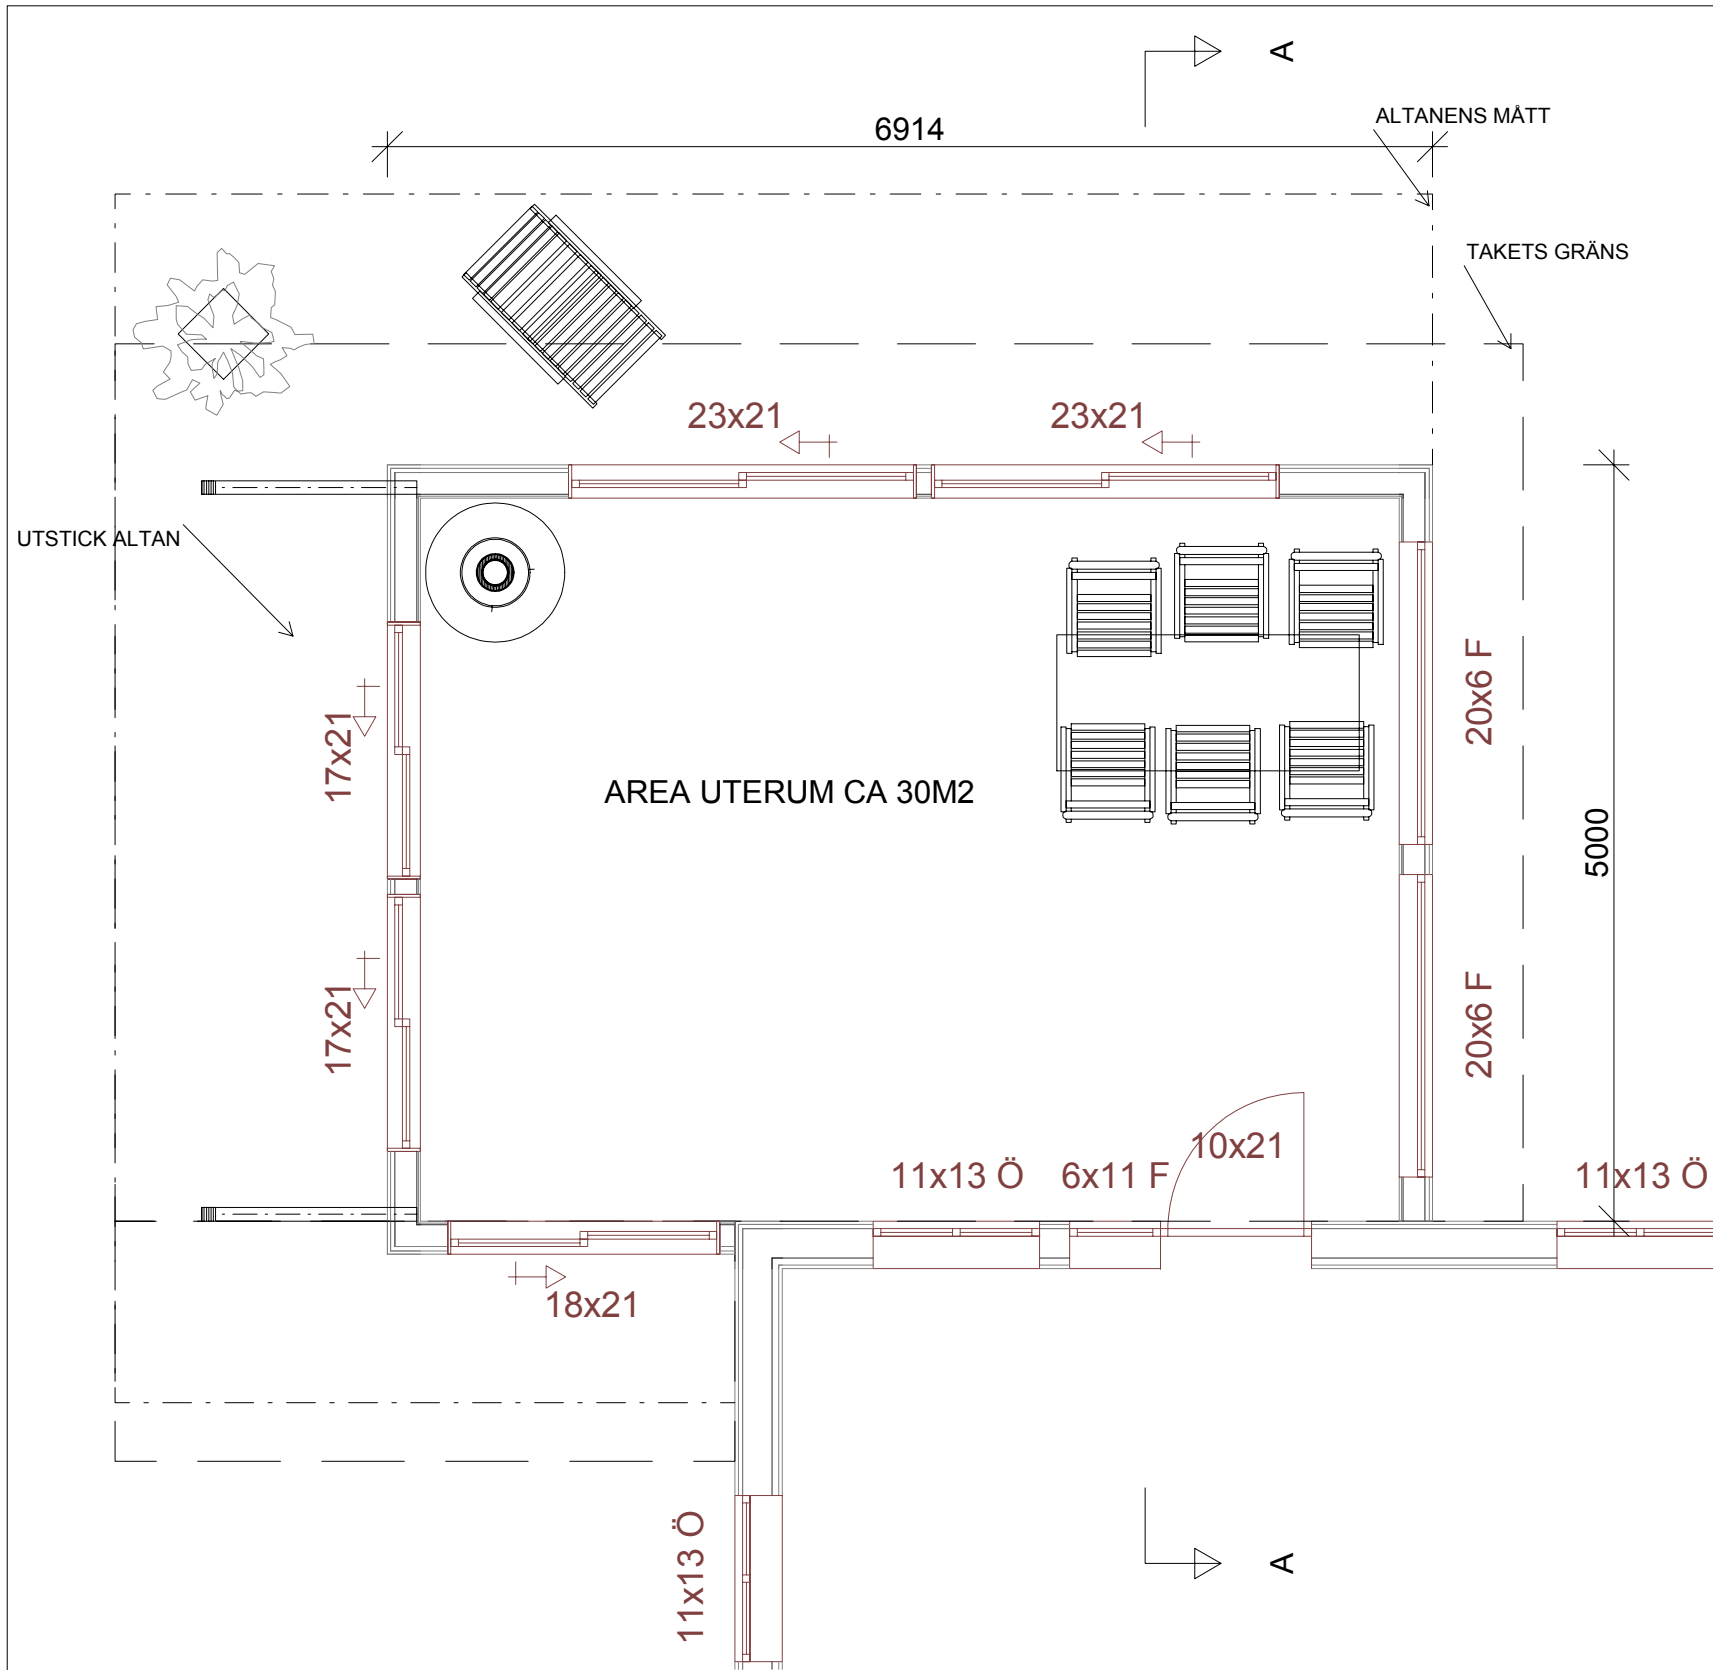 A
ALTANENS MÅTT
6914
TAKETS GRÄNS
23x21
23x21
UTSTICK ALTAN
20x6 F
17x21
AREA UTERUM CA 30M2
5000
17x21
20x6 F
10x21
11x13 Ö
6x11 F
11x13 Ö
18x21
11x13 Ö
A